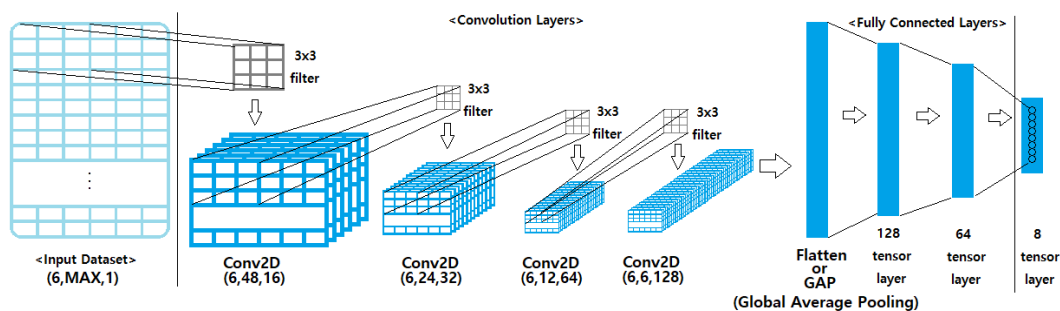 <Convolution Layers>
<Fully Connected Layers>
3x3
filter
3x3
filter
3x3
filter
3x3
filter
<Input Dataset>
(6,MAX,1)
Conv2D
(6,48,16)
Conv2D
(6,24,32)
Conv2D
(6,12,64)
Conv2D
(6,6,128)
Flatten
or
GAP
(Global Average Pooling)
128
tensor
layer
64
tensor
layer
8
tensor
layer